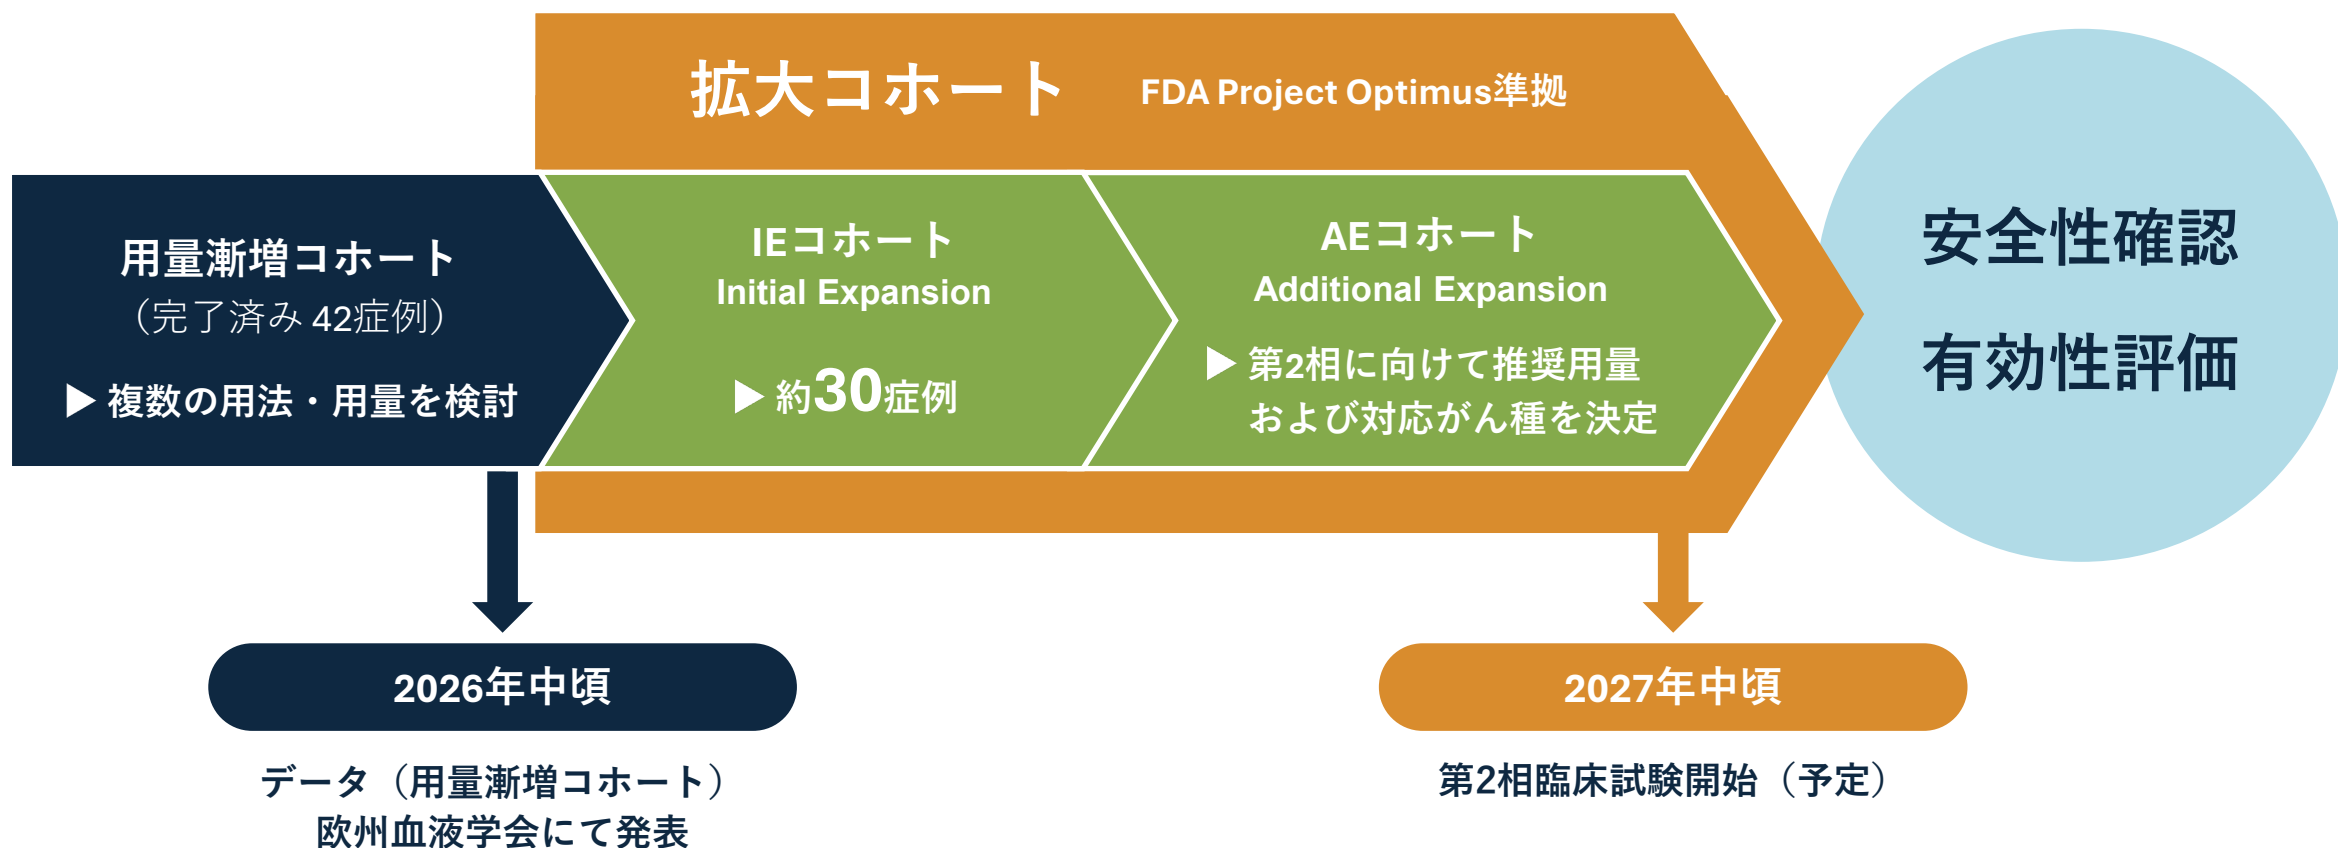 拡大コホート FDA Project Optimus準拠
用量漸増コホート
（完了済み 42症例）
▶ 複数の用法・用量を検討
IEコホート
Initial Expansion
▶ 約30症例
AEコホート
Additional Expansion
▶ 第2相に向けて推奨用量
および対応がん種を決定
安全性確認
有効性評価
2026年中頃
データ（用量漸増コホート）
欧州血液学会にて発表
2027年中頃
第2相臨床試験開始（予定）